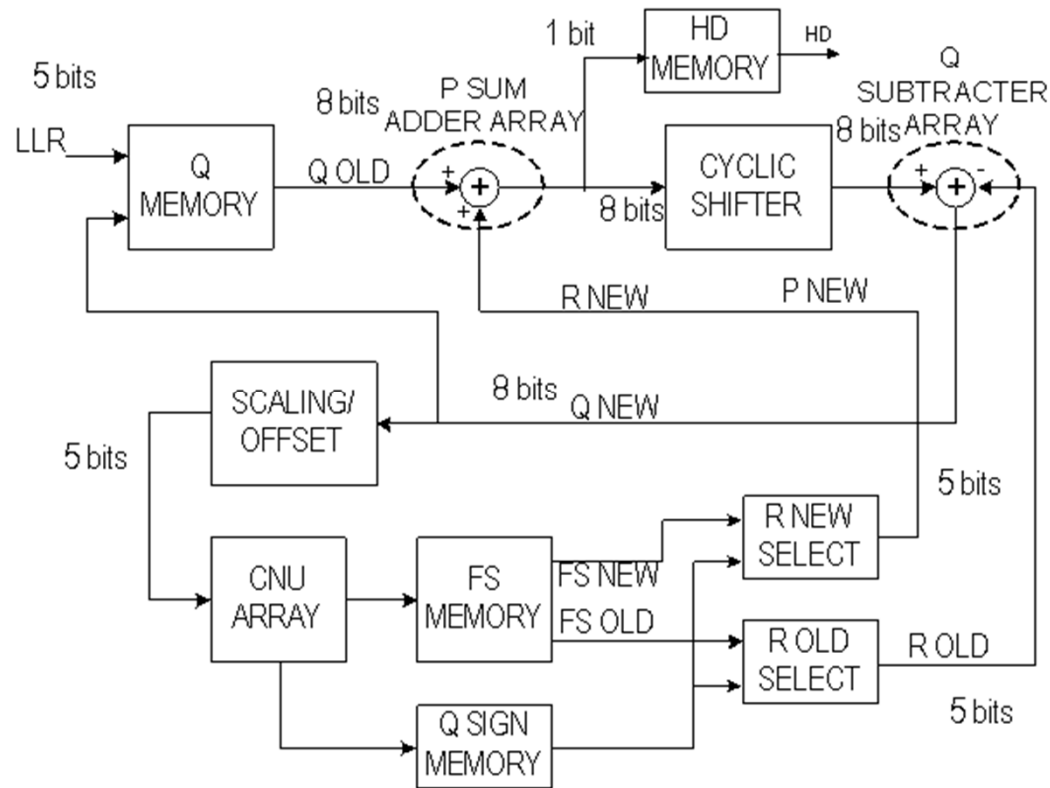 1 bit
HD
MEMORY
HD
Q
SUBTRACTER
ARRAY
5 bits
8 bits
P SUM
ADDER ARRAY
8 bits
LLR
Q
MEMORY
Q OLD
+
+
+
8 bits
CYCLIC
SHIFTER
+
+
-
R NEW
P NEW
SCALING/
OFFSET
8 bits
Q NEW
5 bits
5 bits
CNU
ARRAY
FS
MEMORY
FS NEW
FS OLD
R NEW
SELECT
R OLD
SELECT
R OLD
5 bits
Q SIGN
MEMORY